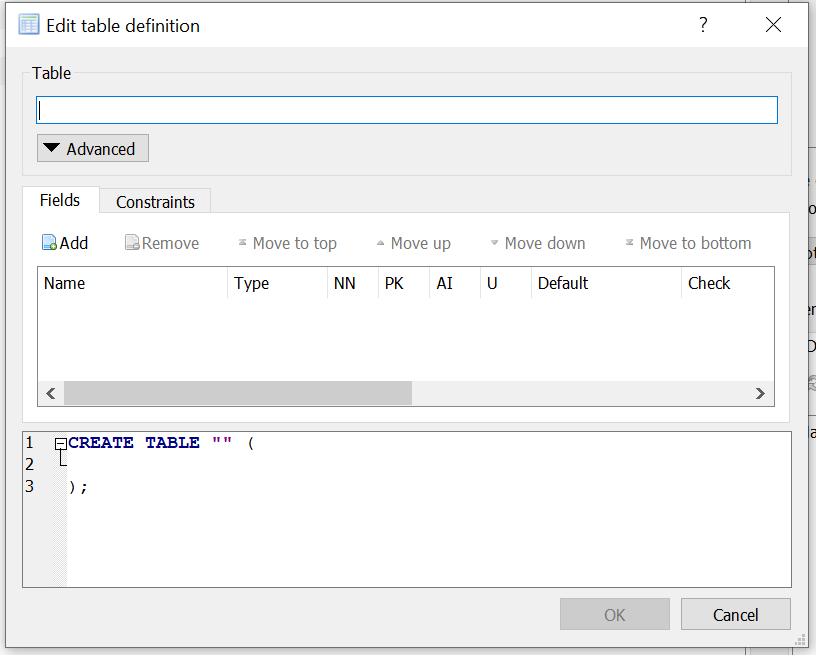 Edit table definition ?
Table
Advanced
Fields Constraints
Add Remove Move to top Move up Move down Move to bottom
Name Type NN PK AI U Default Check
1 CREATE TABLE "" (
2
3 );
OK Cancel